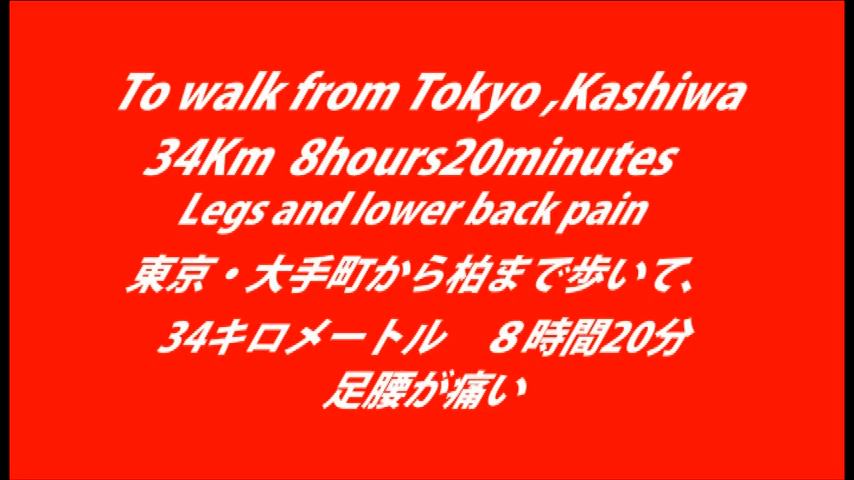 To walk from Tokyo ,Kashiwa
34Km 8hours20minutes
Legs and lower back pain
東京・大手町から柏まで歩いて、
34キロメートル　８時間20分
足腰が痛い